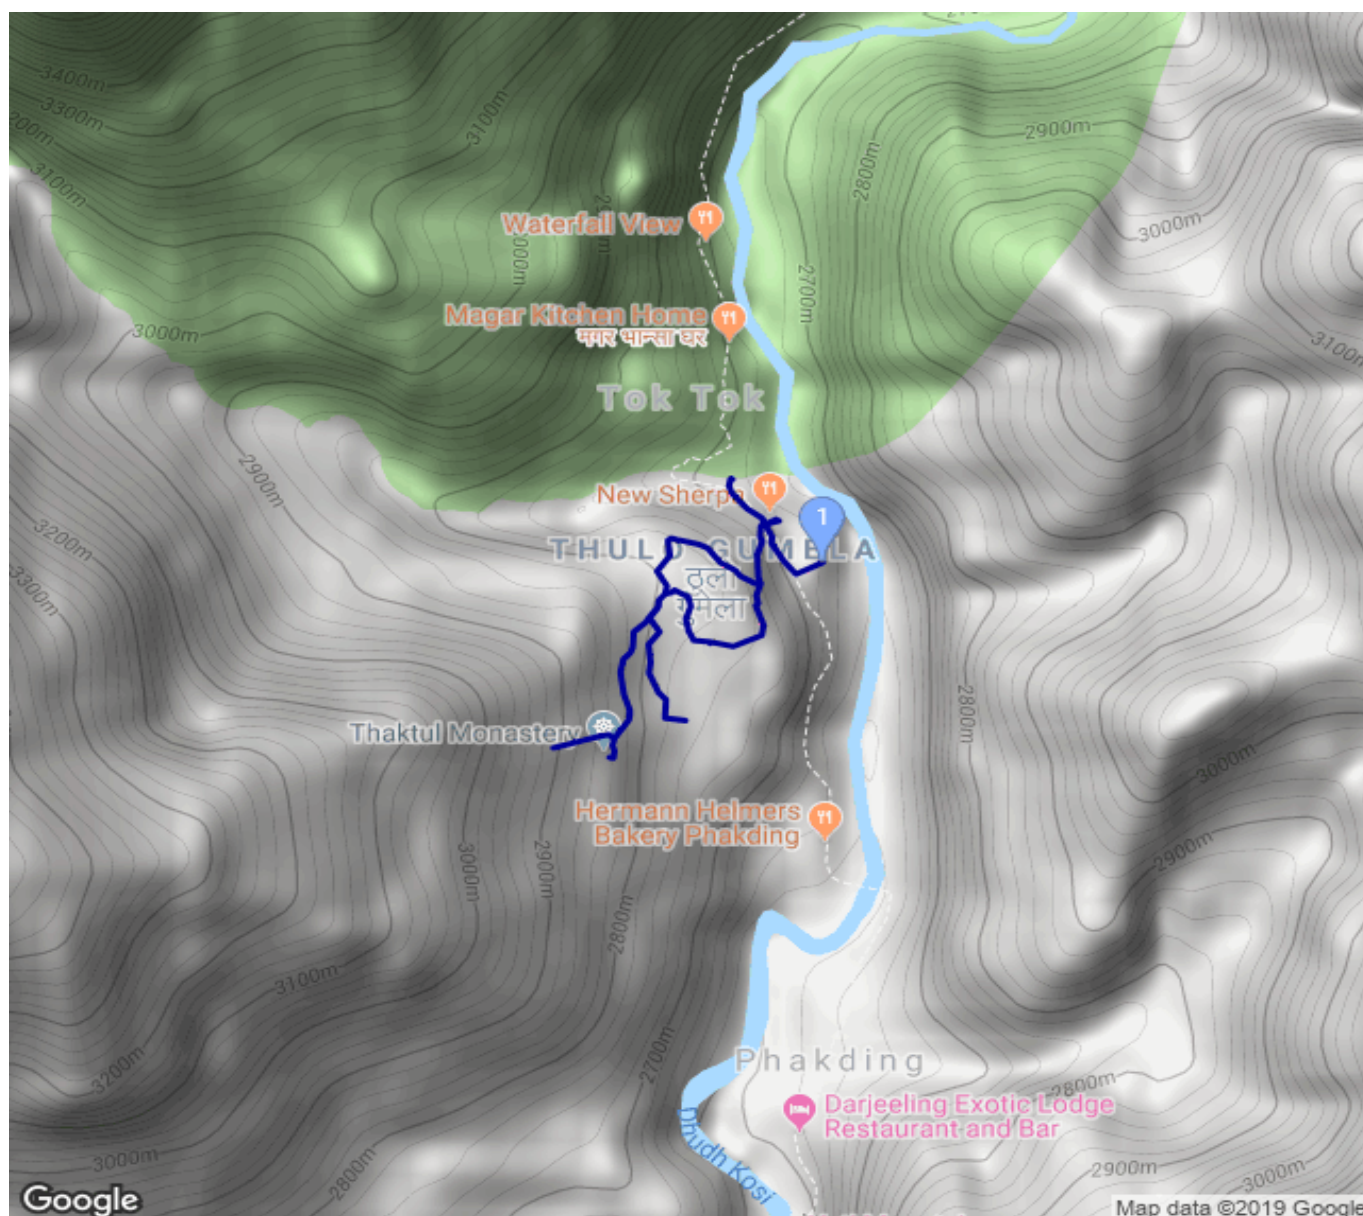 3400m
3300m
3100m
2900m
2800m
3100m
3000m
Waterfall View
2700m
Magar Kitchen Home
मगर भान्सा घर
3000m
3100m
Tok Tok
2900m
New Sherpa
1
3200m
THULO GUMELA
ठूला
गुमेला
3300m
2800m
Thaktul Monastery
3000m
Hermann Helmers
Bakery Phakding
3000m
2900m
2900m
2800m
3100m
2700m
3200m
Phakding
2800m
Darjeeling Exotic Lodge
Restaurant and Bar
Dhudh Kosi
3000m
2800m
2900m
3000m
Google
Map data ©2019 Google